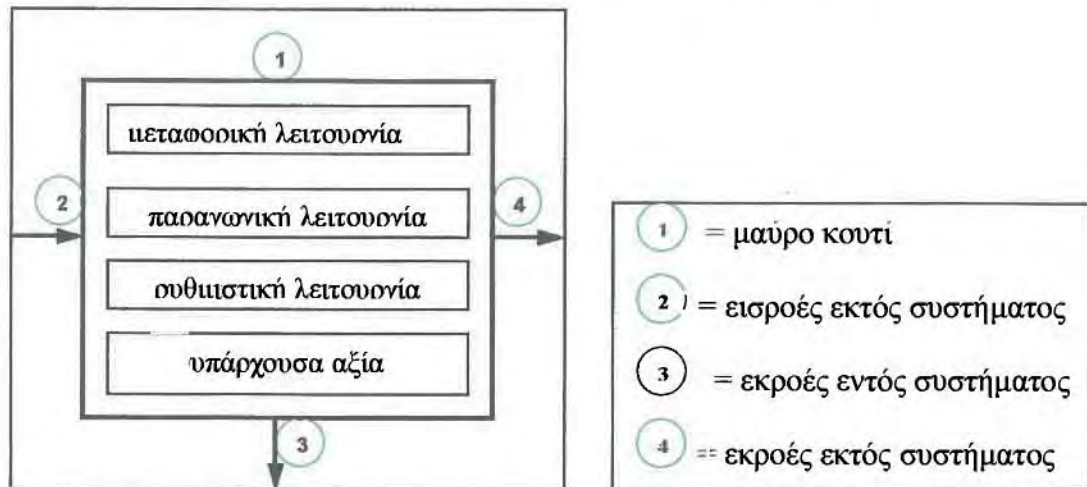 1
μεταφορική λειτουργία
2
4
παραγωγική λειτουργία
ρυθμιστική λειτουργία
υπάρχουσα αξία
3
1 = μαύρο κουτί
2 = εισροές εκτός συστήματος
3 = εκροές εντός συστήματος
4 = εκροές εκτός συστήματος